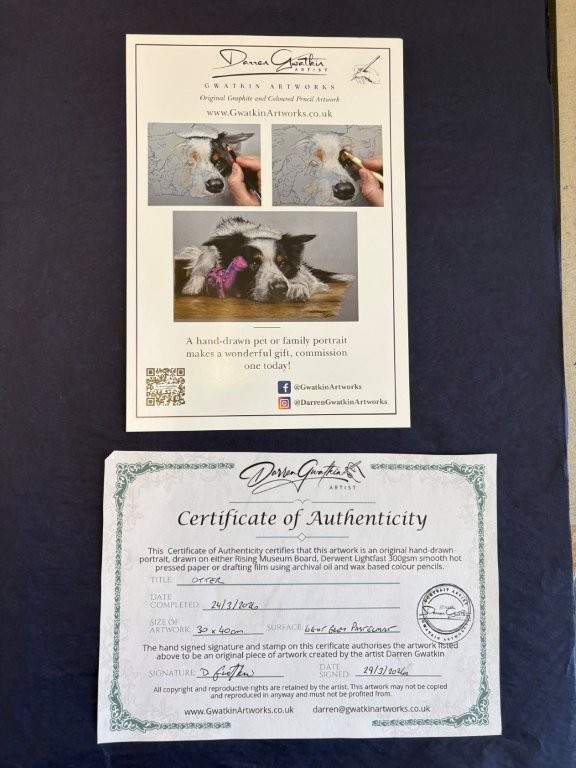 Darren Gwatkin
ARTIST
GWATKIN ARTWORKS
Original Graphite and Coloured Pencil Artwork
www.GwatkinArtworks.co.uk
A hand-drawn pet or family portrait
makes a wonderful gift, commission
one today!
@GwatkinArtworks
@DarrenGwatkinArtworks
Darren Gwatkin
ARTIST
Certificate of Authenticity
This Certificate of Authenticity certifies that this artwork is an original hand-drawn
portrait, drawn on either Rising Museum Board, Derwent Lightfast 300gsm smooth hot
pressed paper or drafting film using archival oil and wax based colour pencils.
TITLE: OTTER
DATE
COMPLETED: 24/3/2026
SIZE OF
ARTWORK: 30 x 40cm SURFACE:
The hand signed signature and stamp on this cerificate authorises the artwork listed
above to be an original piece of artwork created by the artist Darren Gwatkin.
SIGNATURE: D Gwatkin DATE
SIGNED: 29/3/2026
All copyright and reproductive rights are retained by the artist. This artwork may not be copied
and reproduced in anyway and must not be profited from.
www.GwatkinArtworks.co.uk darren@gwatkinartworks.co.uk